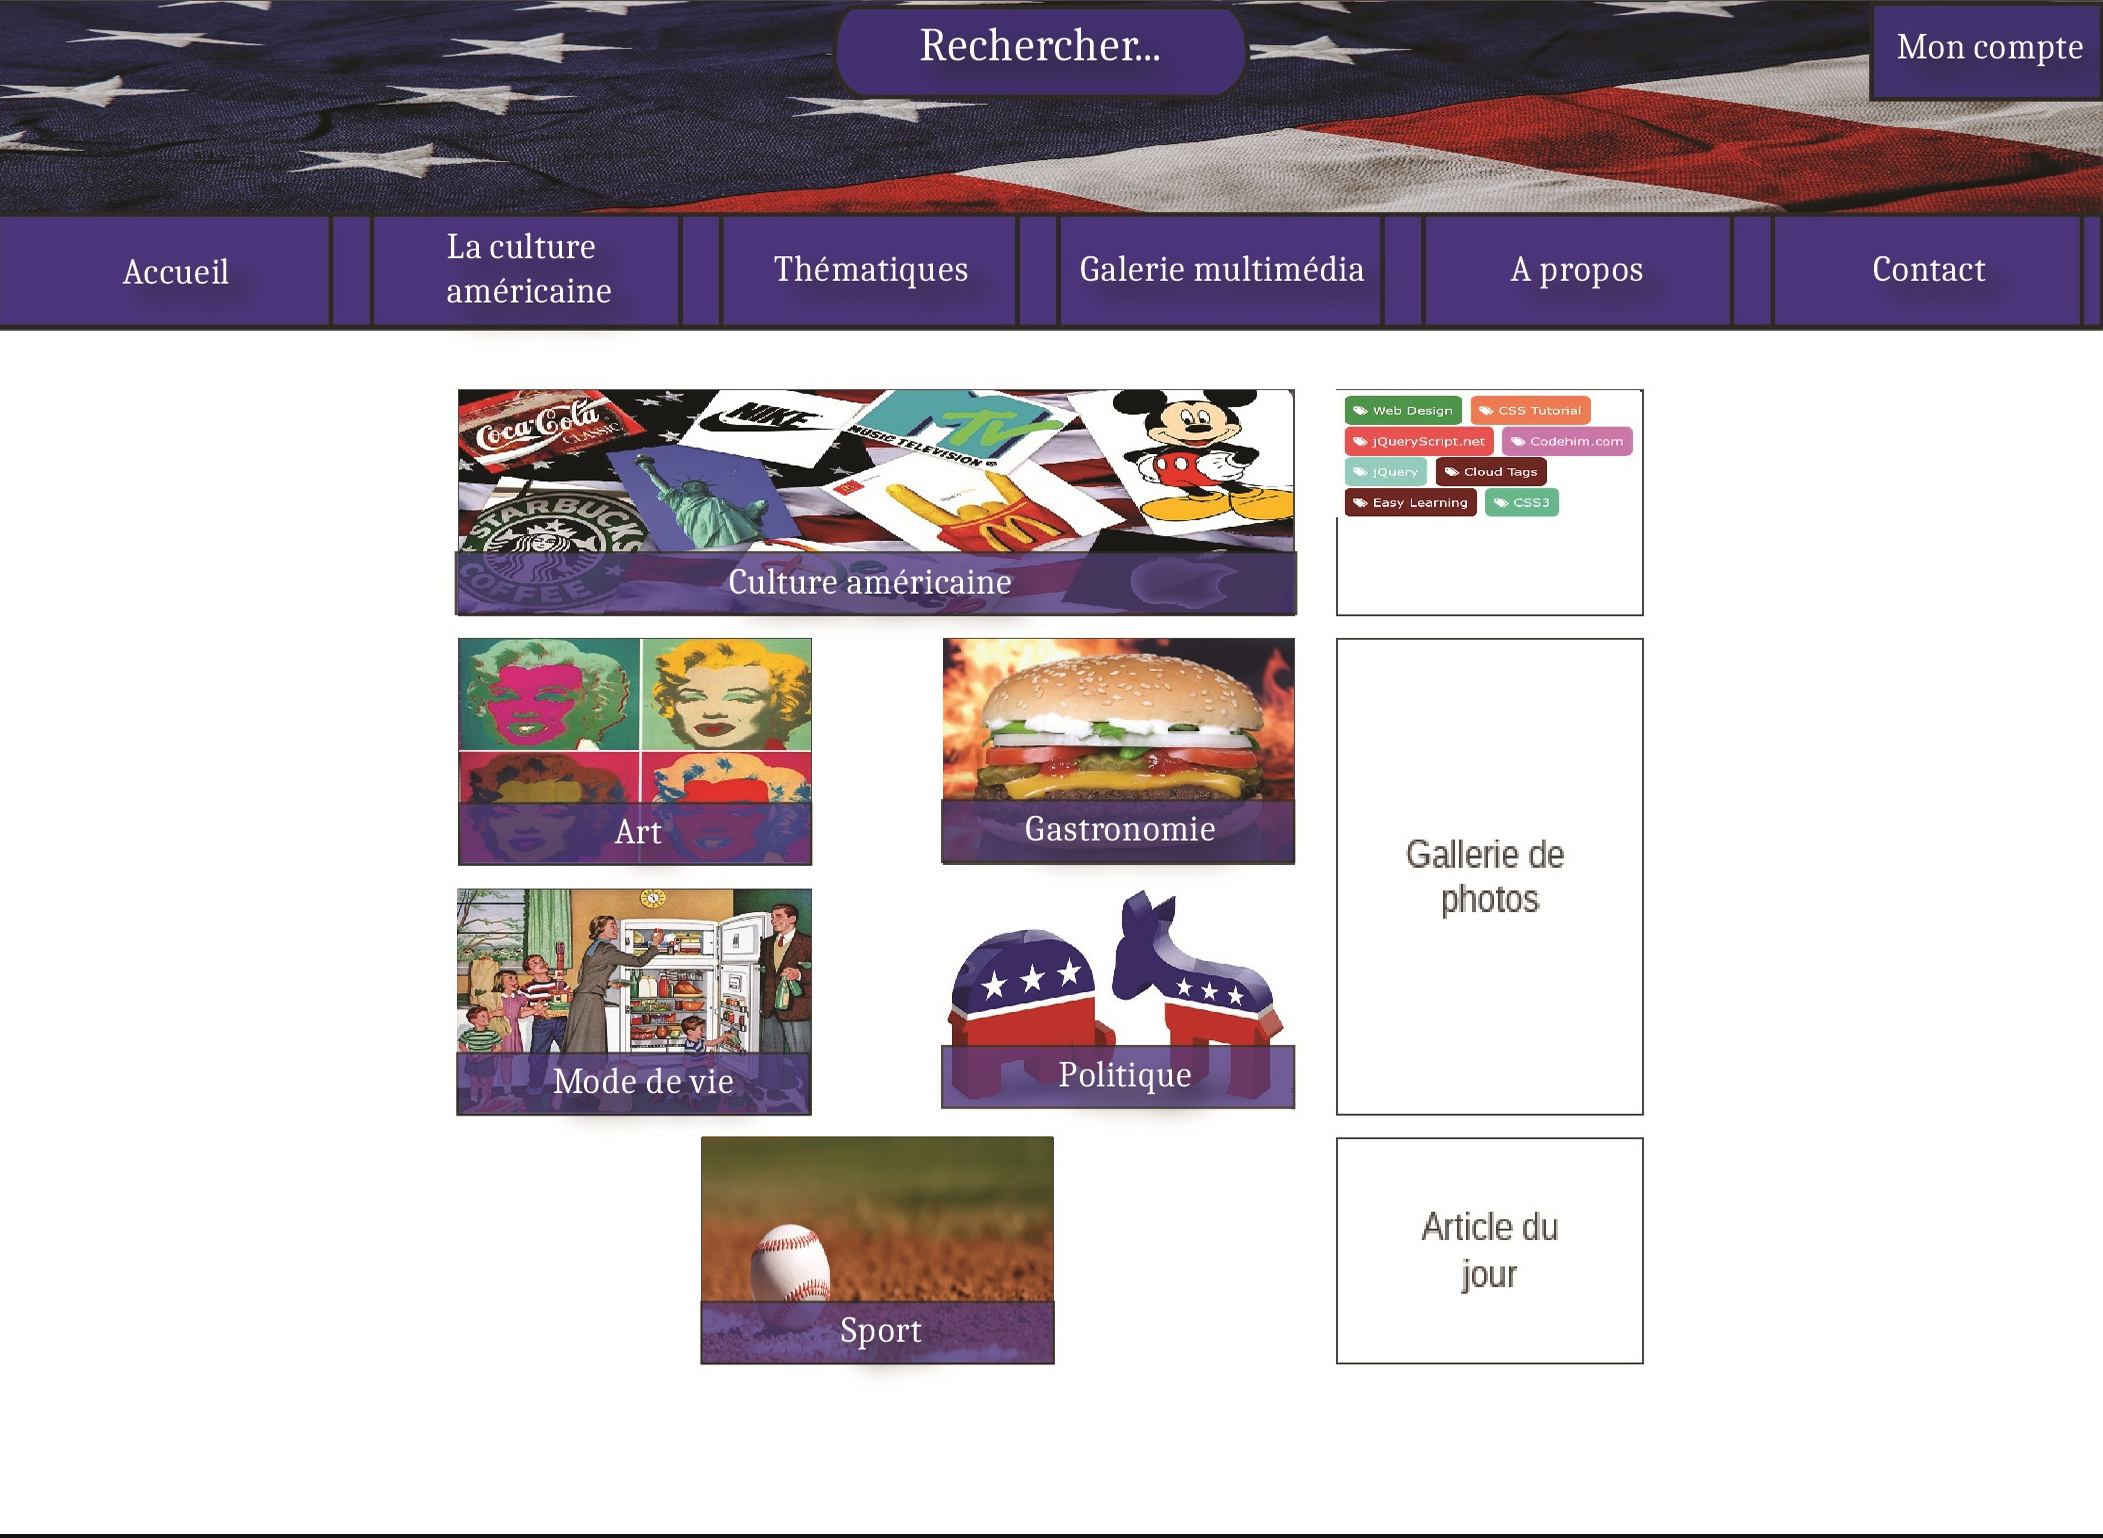 Rechercher...
Mon compte
Accueil
La culture
américaine
Thématiques
Galerie multimédia
A propos
Contact
Coca-Cola
CLASSIC
NIKE
MTV
MUSIC TELEVISION ®
STARBUCKS
COFFEE
Culture américaine
Web Design
CSS Tutorial
jQueryScript.net
Codehim.com
jQuery
Cloud Tags
Easy Learning
CSS3
Art
Gastronomie
Gallerie de
photos
Mode de vie
Politique
Sport
Article du
jour